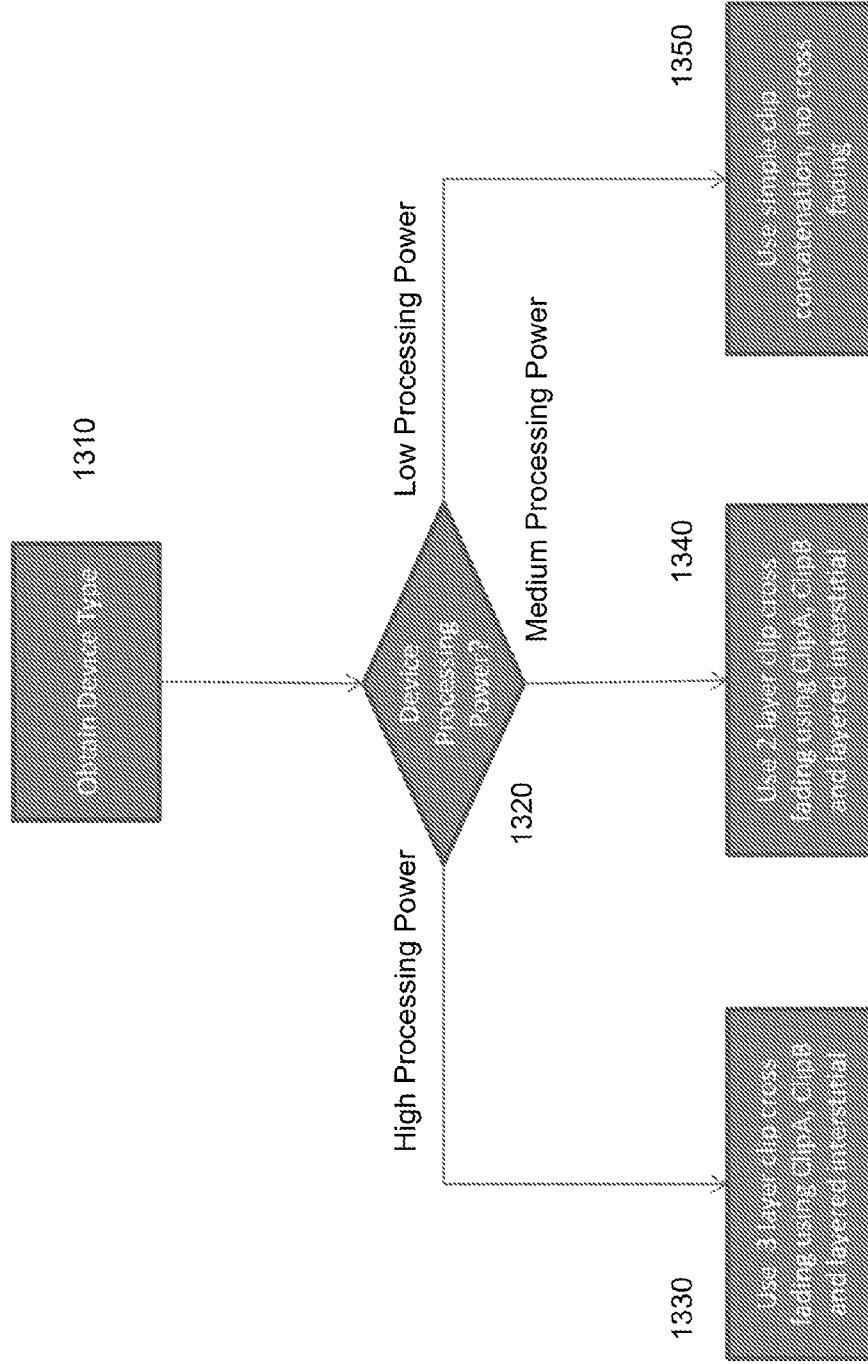 1310
Obtain Device Type
High Processing Power
Low Processing Power
Device
Processing
Power?
1320
Medium Processing Power
1330
Use 3 layer clip cross
fading using ClipA, ClipB
and layered interstitial
1340
Use 2 layer clip cross
fading using ClipA, ClipB
and layered interstitial
1350
Use simple clip
concatenation, no cross
fading